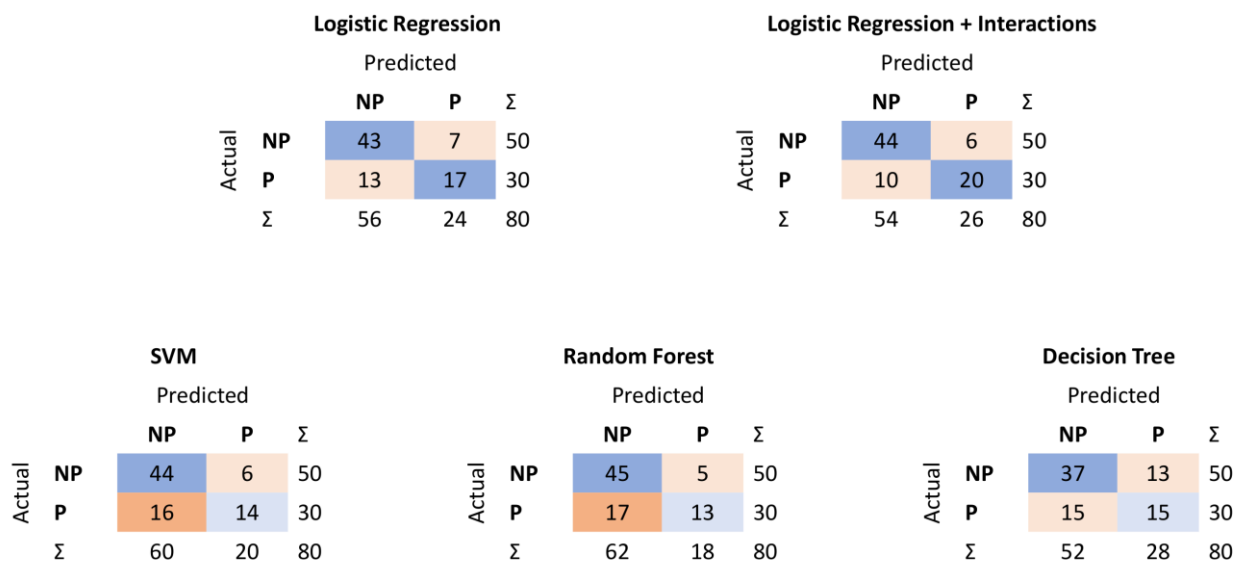 Logistic Regression
Predicted
NP P Σ
Actual
NP 43 7 50
P 13 17 30
Σ 56 24 80
Logistic Regression + Interactions
Predicted
NP P Σ
Actual
NP 44 6 50
P 10 20 30
Σ 54 26 80
SVM
Predicted
NP P Σ
Actual
NP 44 6 50
P 16 14 30
Σ 60 20 80
Random Forest
Predicted
NP P Σ
Actual
NP 45 5 50
P 17 13 30
Σ 62 18 80
Decision Tree
Predicted
NP P Σ
Actual
NP 37 13 50
P 15 15 30
Σ 52 28 80